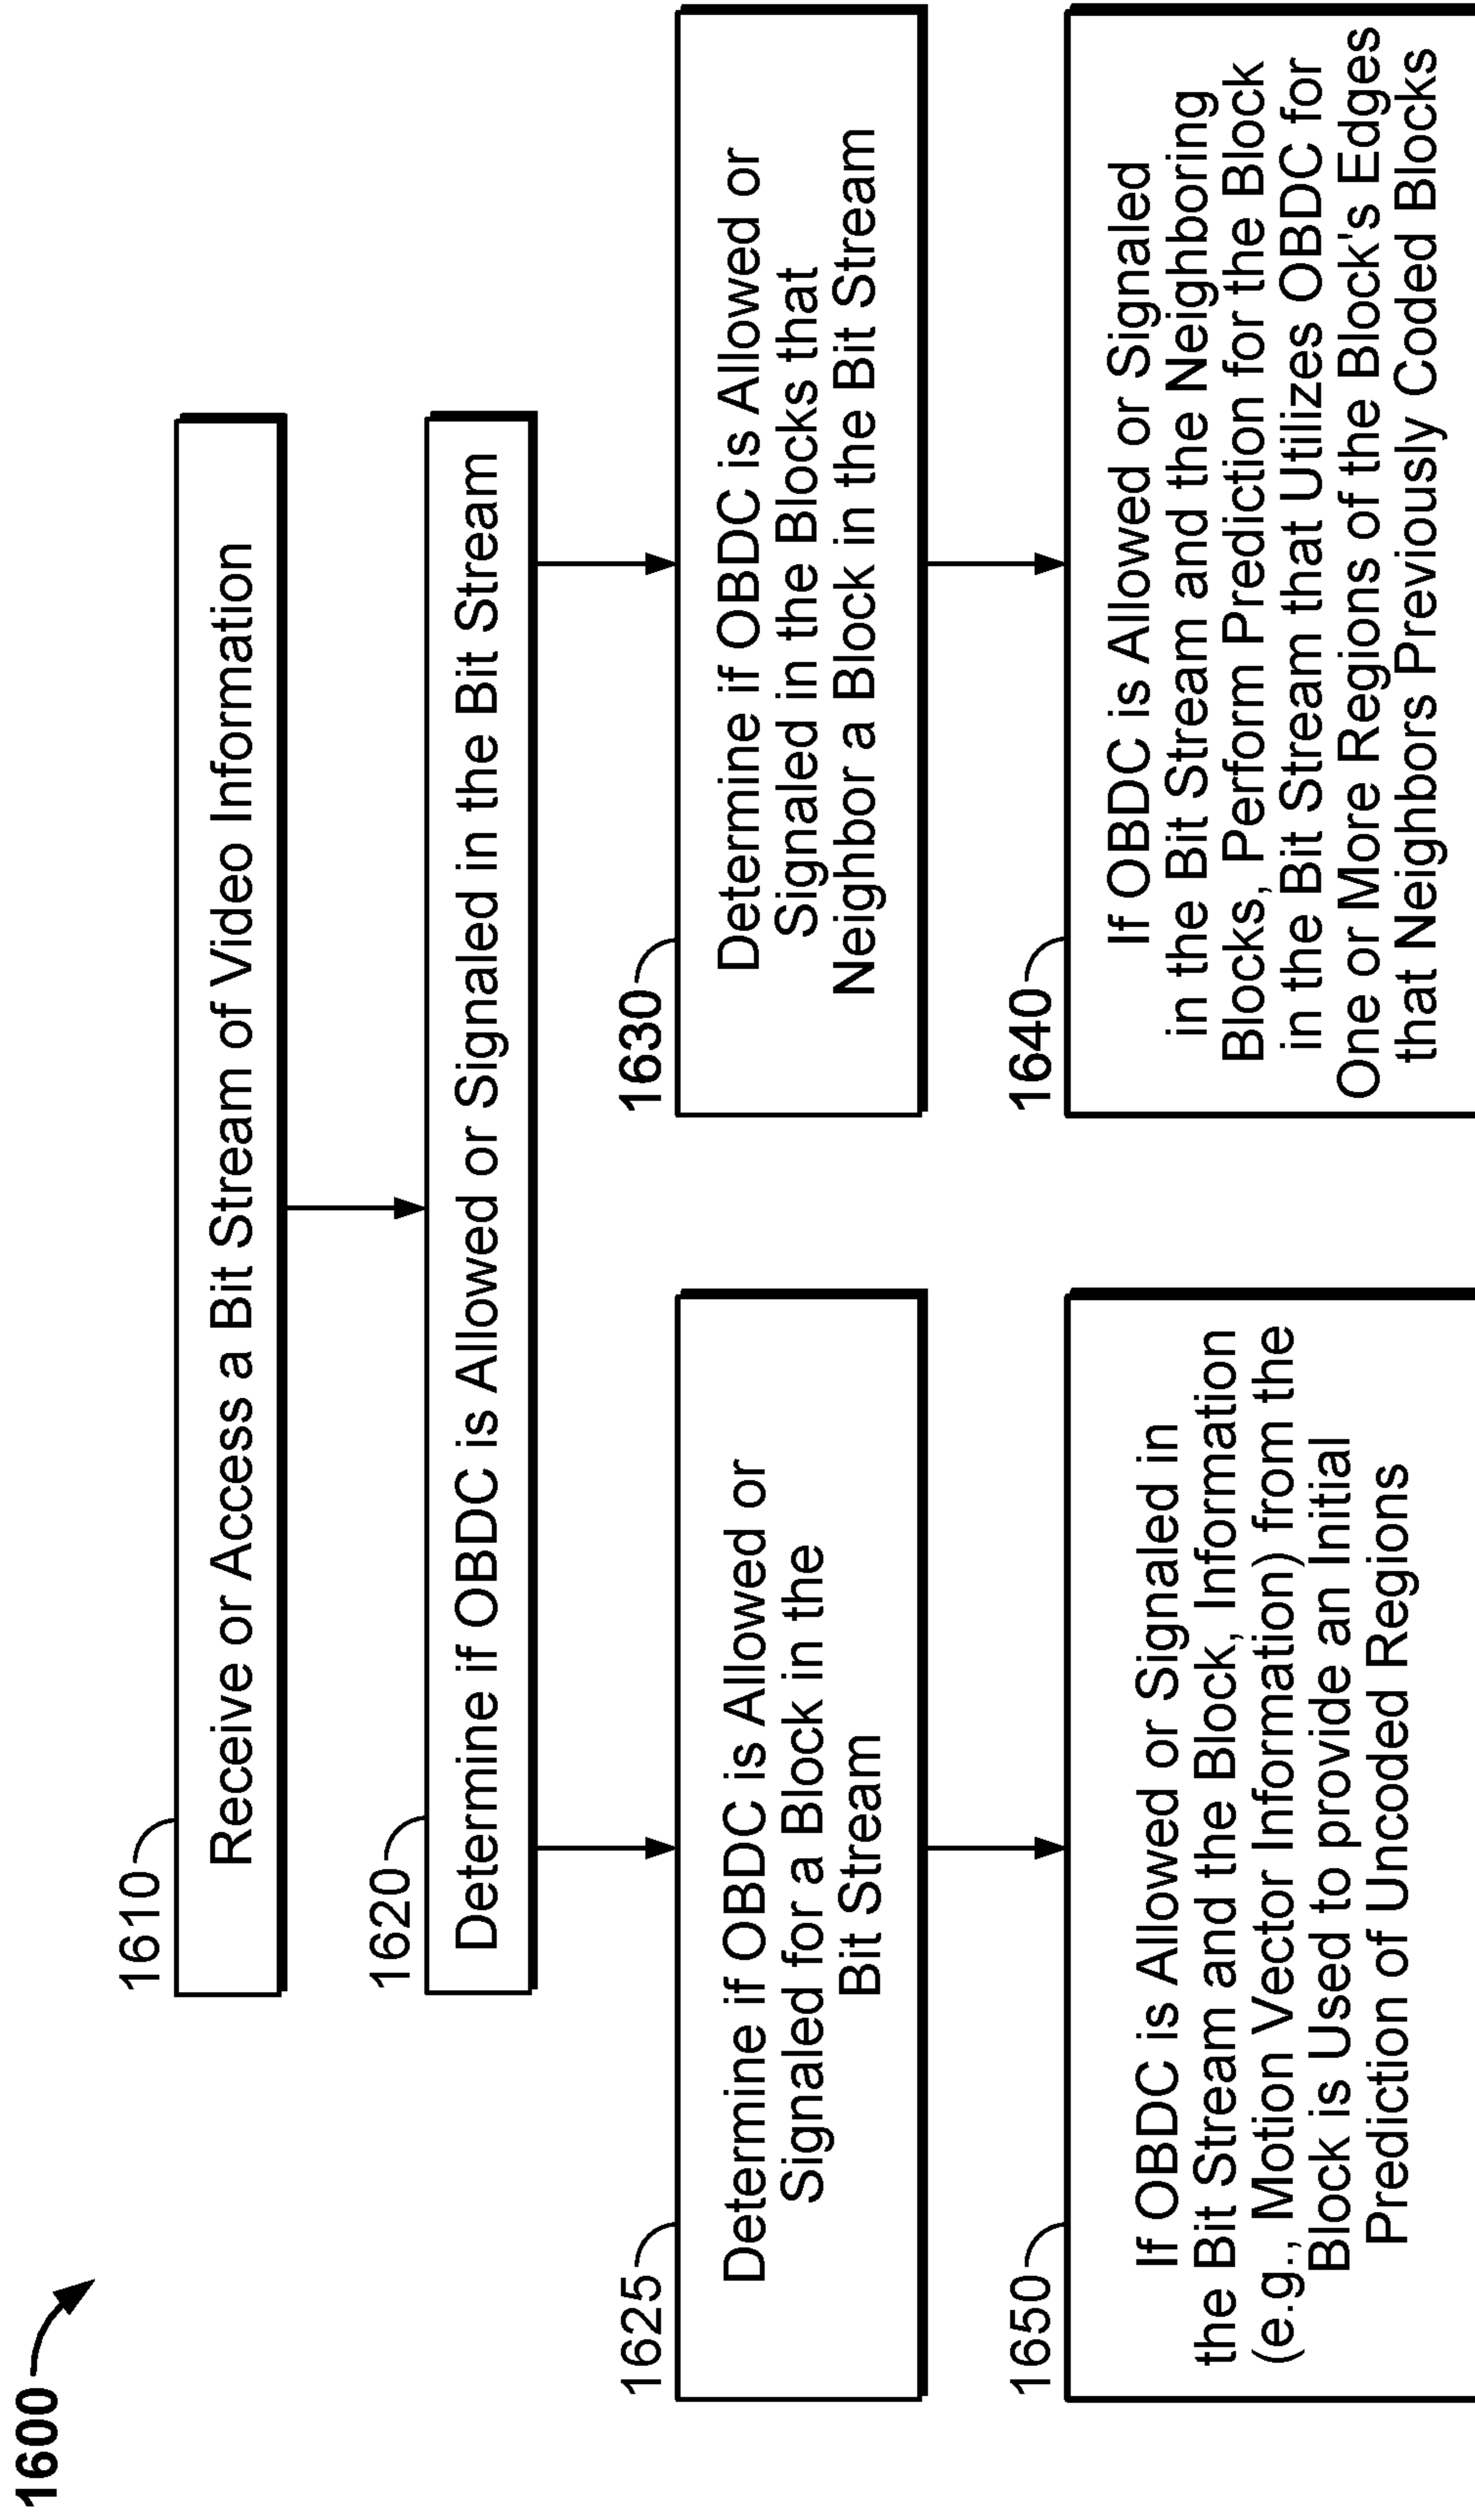 1600
1610
Receive or Access a Bit Stream of Video Information
1620
Determine if OBDC is Allowed or Signaled in the Bit Stream
1625
Determine if OBDC is Allowed or
Signaled for a Block in the
Bit Stream
1630
Determine if OBDC is Allowed or
Signaled in the Blocks that
Neighbor a Block in the Bit Stream
1650
If OBDC is Allowed or Signaled in
the Bit Stream and the Block, Information
(e.g., Motion Vector Information) from the
Block is Used to provide an Initial
Prediction of Uncoded Regions
1640
If OBDC is Allowed or Signaled
in the Bit Stream and the Neighboring
Blocks, Perform Prediction for the Block
in the Bit Stream that Utilizes OBDC for
One or More Regions of the Block's Edges
that Neighbors Previously Coded Blocks